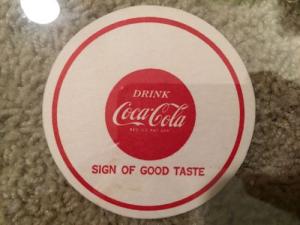 DRINK
Coca-Cola
REG. U.S. PAT. OFF.
SIGN OF GOOD TASTE